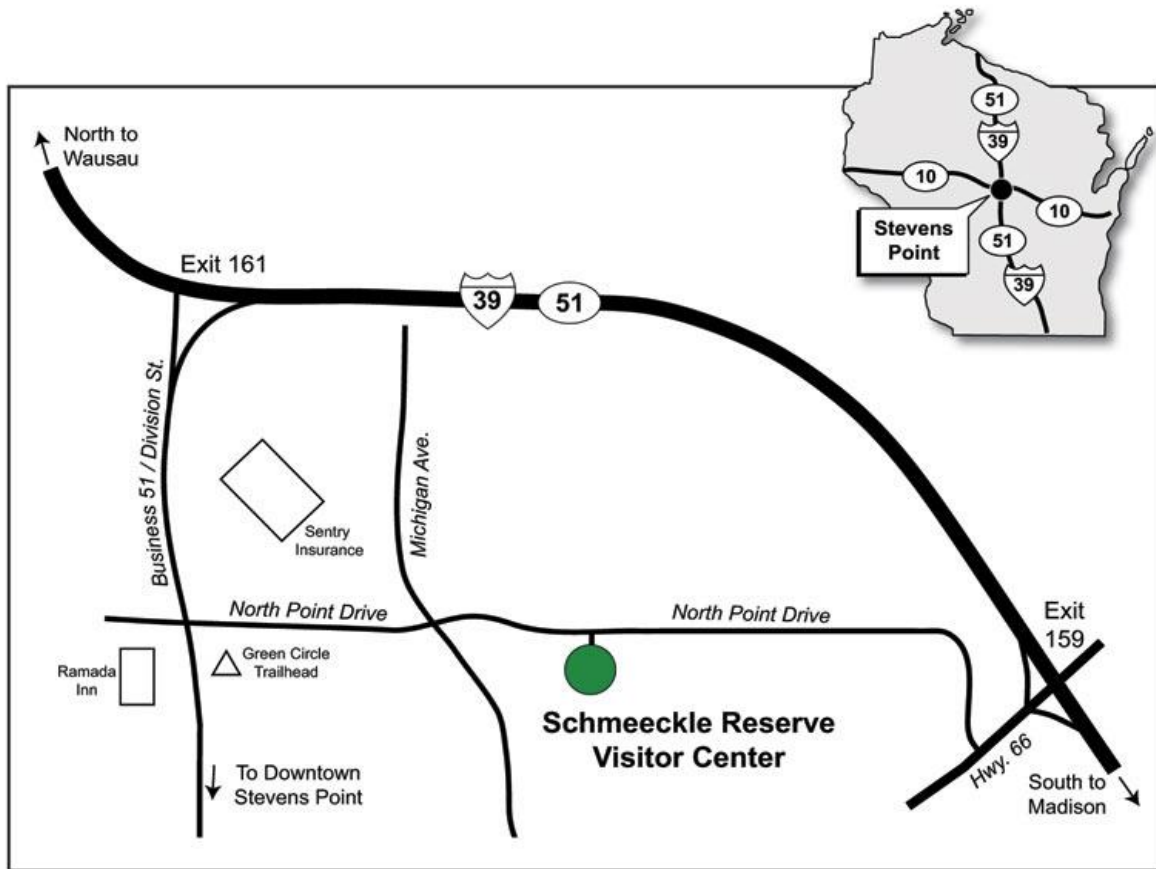 North to
Wausau
Exit 161
39
51
Business 51 / Division St.
Michigan Ave.
Sentry
Insurance
North Point Drive
North Point Drive
Exit
159
Ramada
Inn
Green Circle
Trailhead
Schmeeckle Reserve
Visitor Center
Hwy. 66
To Downtown
Stevens Point
South to
Madison
51
39
10
10
Stevens
Point
51
39